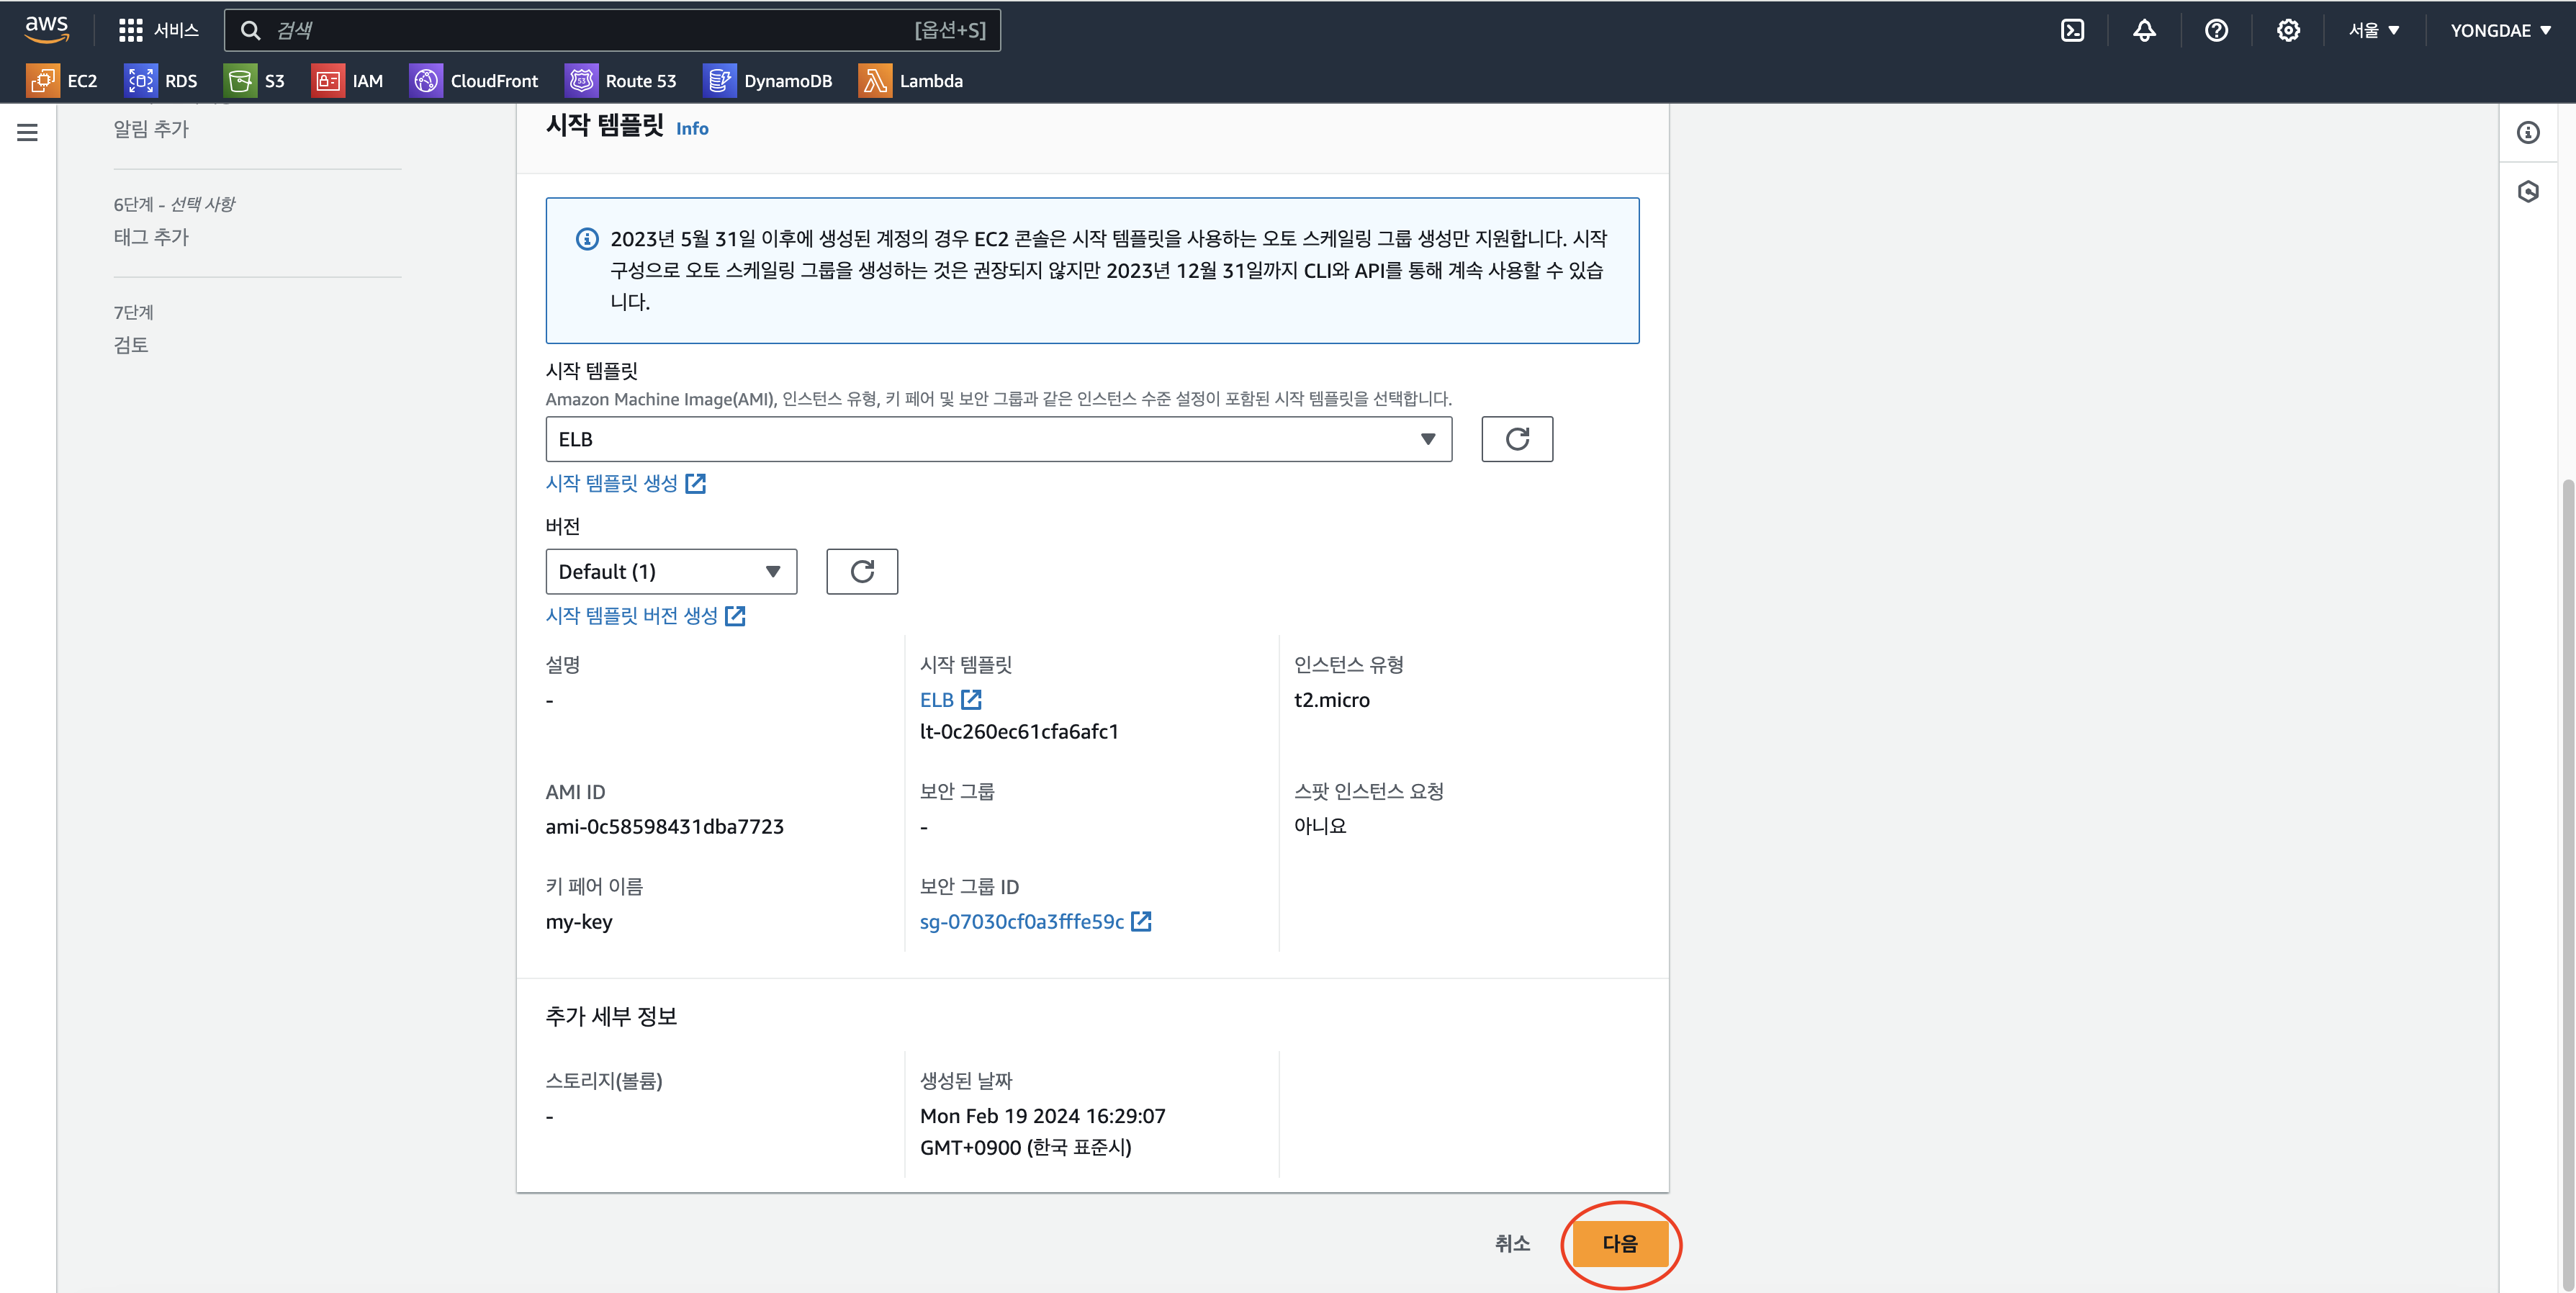 aws
서비스
검색
[옵션+S]
서울 ▼
YONGDAE ▼
EC2
RDS
S3
IAM
CloudFront
Route 53
DynamoDB
Lambda
알림 추가
6단계 - 선택 사항
태그 추가
7단계
검토
시작 템플릿 Info
2023년 5월 31일 이후에 생성된 계정의 경우 EC2 콘솔은 시작 템플릿을 사용하는 오토 스케일링 그룹 생성만 지원합니다. 시작
구성으로 오토 스케일링 그룹을 생성하는 것은 권장되지 않지만 2023년 12월 31일까지 CLI와 API를 통해 계속 사용할 수 있습
니다.
시작 템플릿
Amazon Machine Image(AMI), 인스턴스 유형, 키 페어 및 보안 그룹과 같은 인스턴스 수준 설정이 포함된 시작 템플릿을 선택합니다.
ELB
시작 템플릿 생성
버전
Default (1)
시작 템플릿 버전 생성
설명
-
시작 템플릿
ELB
lt-0c260ec61cfa6afc1
인스턴스 유형
t2.micro
AMI ID
ami-0c58598431dba7723
보안 그룹
-
스팟 인스턴스 요청
아니요
키 페어 이름
my-key
보안 그룹 ID
sg-07030cf0a3fffe59c
추가 세부 정보
스토리지(볼륨)
-
생성된 날짜
Mon Feb 19 2024 16:29:07
GMT+0900 (한국 표준시)
취소
다음